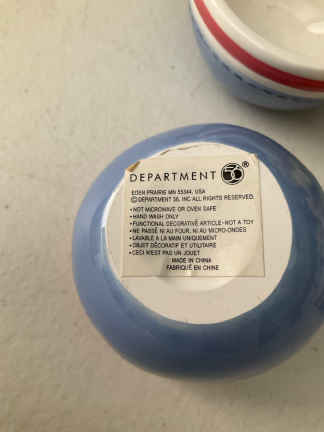 DEPARTMENT 56 ®
EDEN PRAIRIE MN 55344, USA
© DEPARTMENT 56, INC ALL RIGHTS RESERVED.
• NOT MICROWAVE OR OVEN SAFE
• HAND WASH ONLY
• FUNCTIONAL DECORATIVE ARTICLE - NOT A TOY
• NE PASSÉ NI AU FOUR, NI AU MICRO-ONDES
• LAVABLE A LA MAIN UNIQUEMENT
• OBJET DÉCORATIF ET UTILITAIRE
• CECI N'EST PAS UN JOUET
MADE IN CHINA
FABRIQUÉ EN CHINE